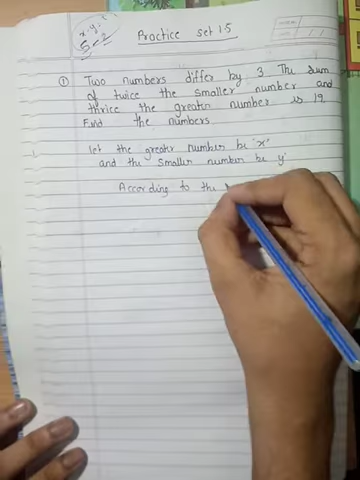 x, y, z
5-2
Practice set 1.5
① Two numbers differ by 3 The sum
of twice the smaller number and
thrice the greater number is 19.
Find the numbers
let the greater number be 'x'
and the smaller number be y'
According to the